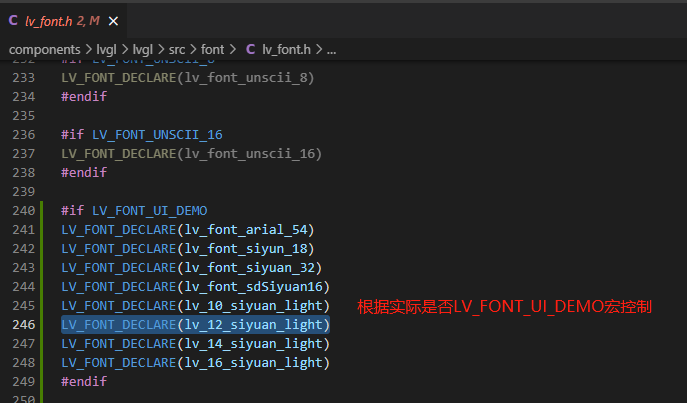 C lv_font.h 2, M ×
components > lvgl > lvgl > src > font > C lv_font.h > ...
233 LV_FONT_DECLARE(lv_font_unscii_8)
234 #endif
235
236 #if LV_FONT_UNSCII_16
237 LV_FONT_DECLARE(lv_font_unscii_16)
238 #endif
239
240 #if LV_FONT_UI_DEMO
241 LV_FONT_DECLARE(lv_font_arial_54)
242 LV_FONT_DECLARE(lv_font_siyun_18)
243 LV_FONT_DECLARE(lv_font_siyuan_32)
244 LV_FONT_DECLARE(lv_font_sdSiyuan16)
245 LV_FONT_DECLARE(lv_10_siyuan_light) 根据实际是否LV_FONT_UI_DEMO宏控制
246 LV_FONT_DECLARE(lv_12_siyuan_light)
247 LV_FONT_DECLARE(lv_14_siyuan_light)
248 LV_FONT_DECLARE(lv_16_siyuan_light)
249 #endif